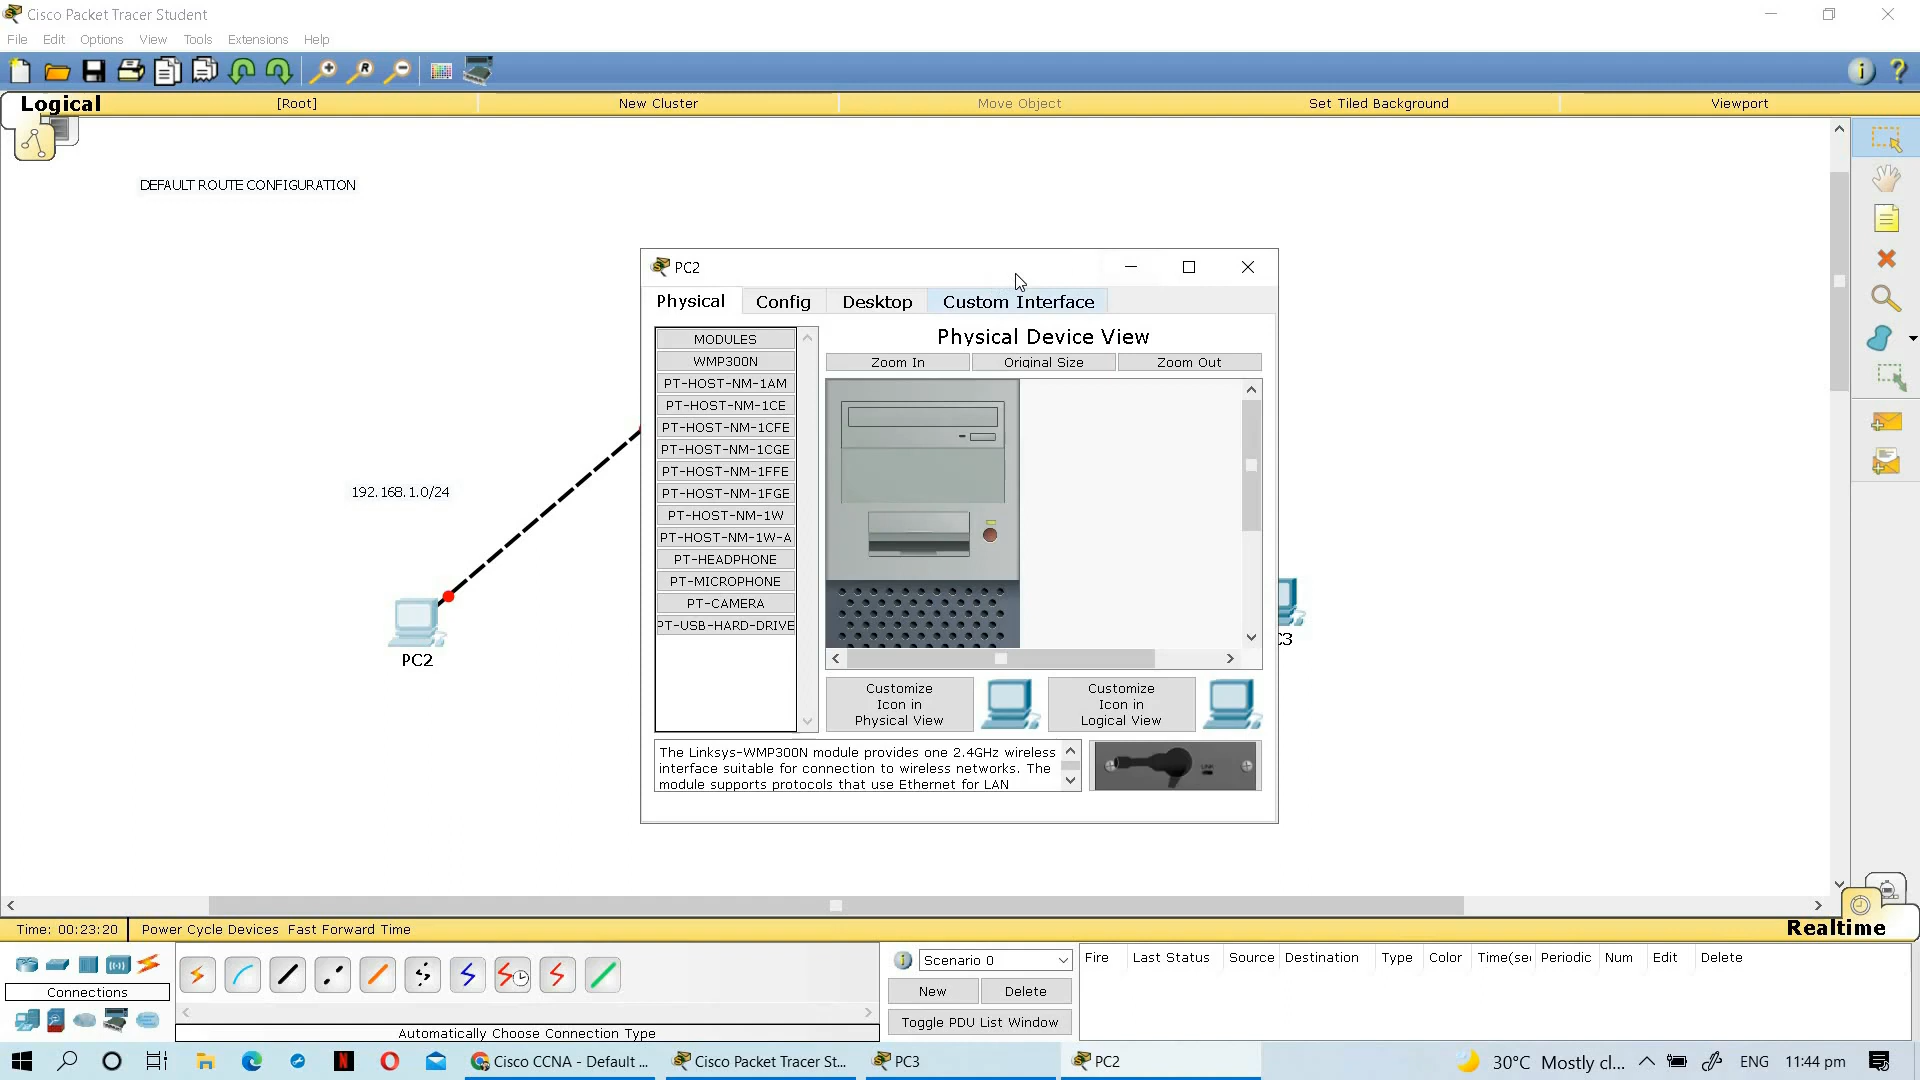 Cisco Packet Tracer Student
File Edit Options View Tools Extensions Help
Logical [Root] New Cluster Move Object Set Tiled Background Viewport
DEFAULT ROUTE CONFIGURATION
PC2
Physical Config Desktop Custom Interface
MODULES
WMP300N
PT-HOST-NM-1AM
PT-HOST-NM-1CE
PT-HOST-NM-1CFE
PT-HOST-NM-1CGE
PT-HOST-NM-1FFE
PT-HOST-NM-1FGE
PT-HOST-NM-1W
PT-HOST-NM-1W-A
PT-HEADPHONE
PT-MICROPHONE
PT-CAMERA
PT-USB-HARD-DRIVE
Physical Device View
Zoom In Original Size Zoom Out
Customize
Icon in
Physical View
Customize
Icon in
Logical View
The Linksys-WMP300N module provides one 2.4GHz wireless
interface suitable for connection to wireless networks. The
module supports protocols that use Ethernet for LAN
192.168.1.0/24
PC2
C3
Time: 00:23:20 Power Cycle Devices Fast Forward Time
Realtime
Connections
Automatically Choose Connection Type
Scenario 0
New Delete
Toggle PDU List Window
Fire Last Status Source Destination Type Color Time(sec Periodic Num Edit Delete
Cisco CCNA - Default ...
Cisco Packet Tracer St...
PC3
PC2
30°C Mostly cl...
ENG
11:44 pm